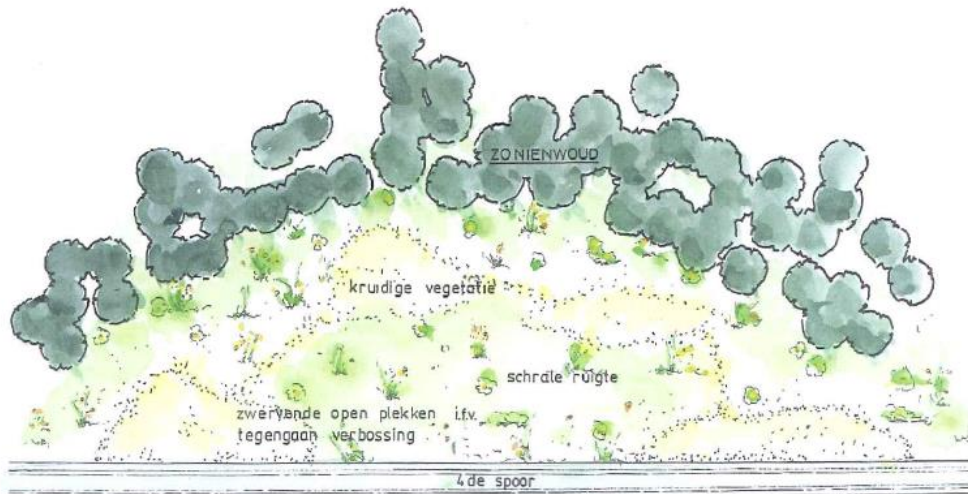 ZONIENWOUD
kruidige vegetatie
schrale ruigte
zwervende open plekken i.f.v.
tegengaan verbossing
4de spoor